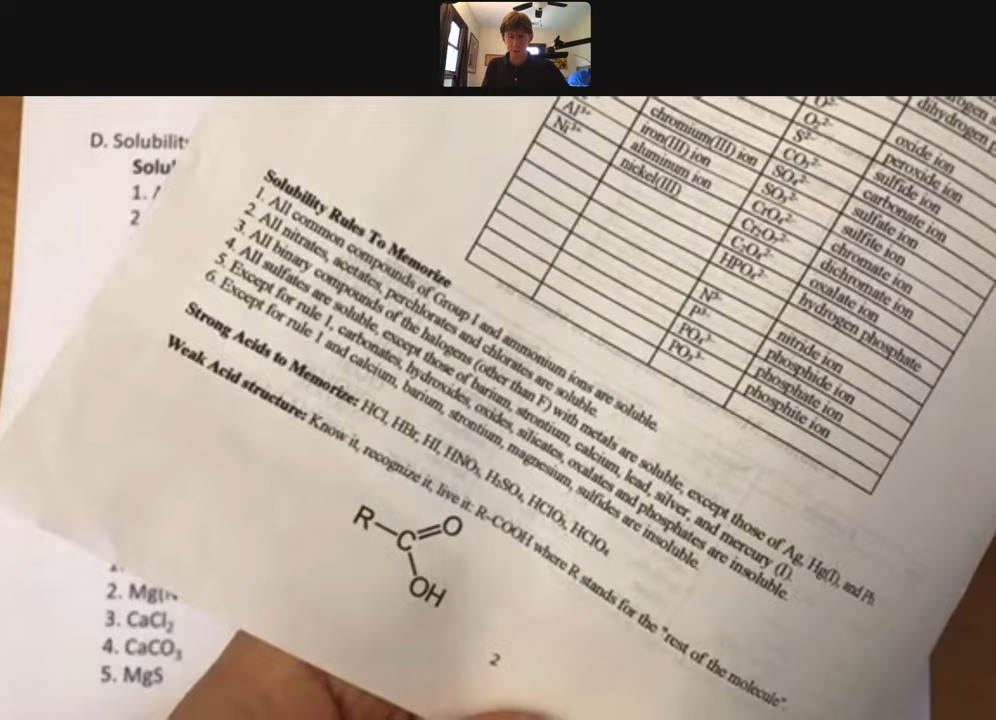 D. Solubilit
Solu
1.
2
Mg(
3. CaCl₂
4. CaCO₃
5. MgS
Al³⁺
Ni³⁺
chromium(III) ion
iron(III) ion
aluminum ion
nickel(III)
O²⁻
O₂²⁻
S²⁻
CO₃²⁻
SO₄²⁻
SO₃²⁻
CrO₄²⁻
Cr₂O₇²⁻
C₂O₄²⁻
HPO₄²⁻
N³⁻
P³⁻
PO₄³⁻
PO₃³⁻
dihydrogen
oxide ion
peroxide ion
sulfide ion
carbonate ion
sulfate ion
sulfite ion
chromate ion
dichromate ion
oxalate ion
hydrogen phosphate
nitride ion
phosphide ion
phosphate ion
phosphite ion
Solubility Rules To Memorize
1. All common compounds of Group I and ammonium ions are soluble.
2. All nitrates, acetates, perchlorates and chlorates are soluble.
3. All binary compounds of the halogens (other than F) with metals are soluble, except those of Ag, Hg(I), and Pb
4. All sulfates are soluble, except those of barium, strontium, calcium, lead, silver, and mercury (I).
5. Except for rule 1, carbonates, hydroxides, oxides, silicates, oxalates and phosphates are insoluble.
6. Except for rule 1 and calcium, barium, strontium, magnesium, sulfides are insoluble.
Strong Acids to Memorize: HCl, HBr, HI, HNO₃, H₂SO₄, HClO₃, HClO₄
Weak Acid structure: Know it, recognize it, live it: R-COOH where R stands for the "rest of the molecule".
R
C
O
OH
2